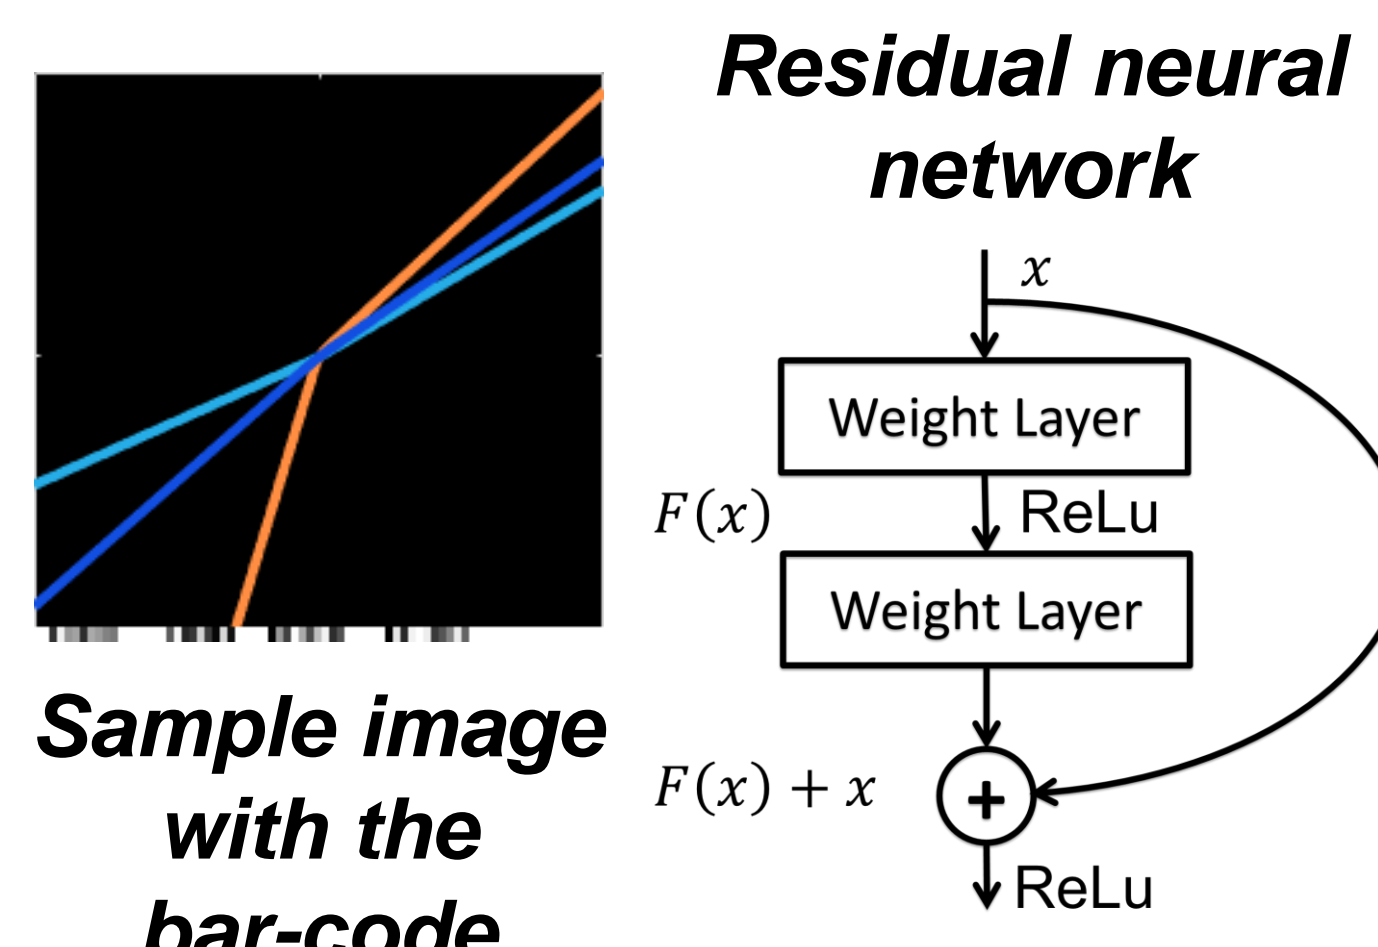 Residual neural
network
x
Weight Layer
F(x)
ReLu
Weight Layer
F(x) + x
+
ReLu
Sample image
with the
bar-code